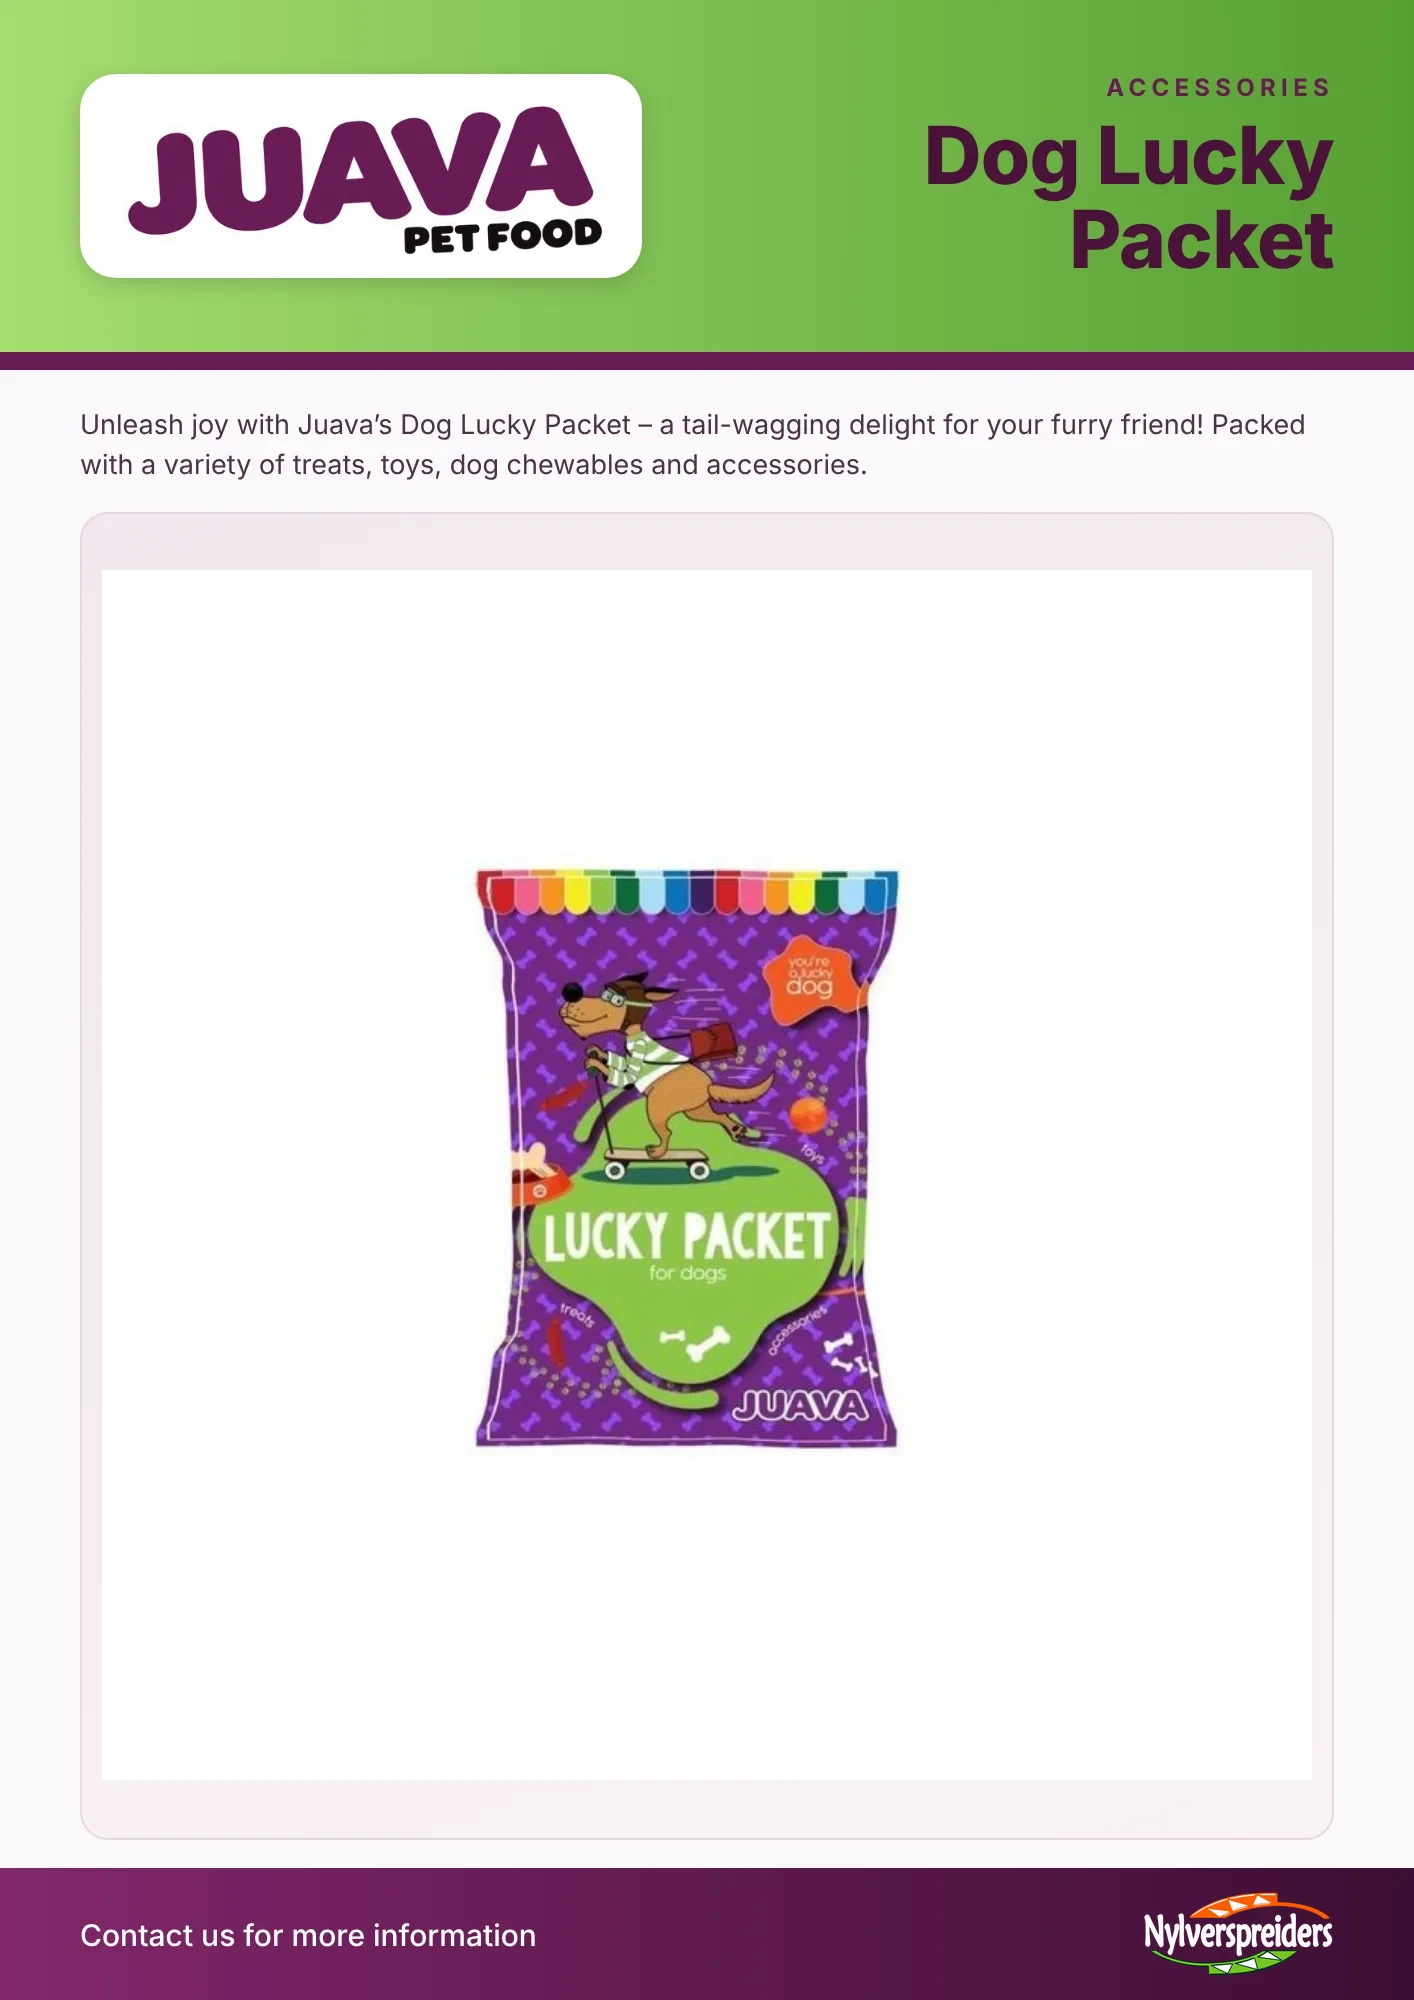 JUAVA
PET FOOD
ACCESSORIES
Dog Lucky
Packet
Unleash joy with Juava’s Dog Lucky Packet – a tail-wagging delight for your furry friend! Packed
with a variety of treats, toys, dog chewables and accessories.
you're
a lucky
dog
toys
LUCKY PACKET
for dogs
treats
accessories
JUAVA
Contact us for more information
Nylverspreiders